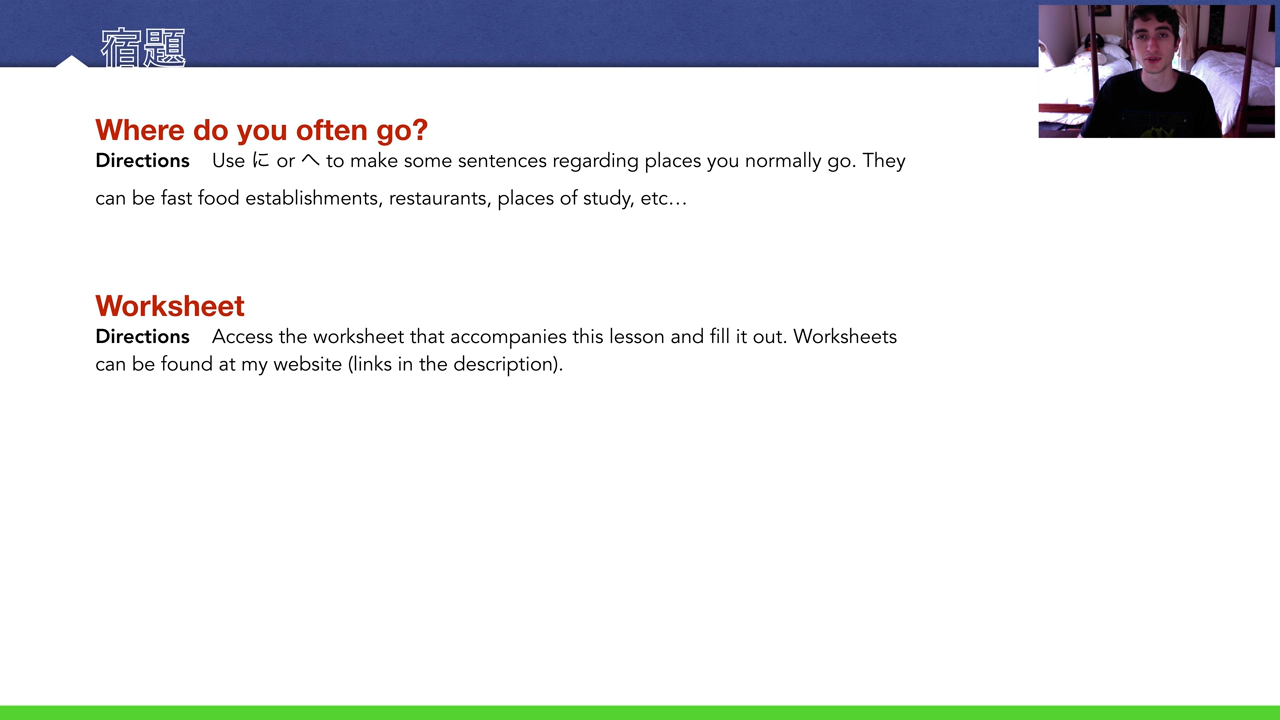 宿題
Where do you often go?
Directions Use に or へ to make some sentences regarding places you normally go. They
can be fast food establishments, restaurants, places of study, etc…
Worksheet
Directions Access the worksheet that accompanies this lesson and fill it out. Worksheets
can be found at my website (links in the description).